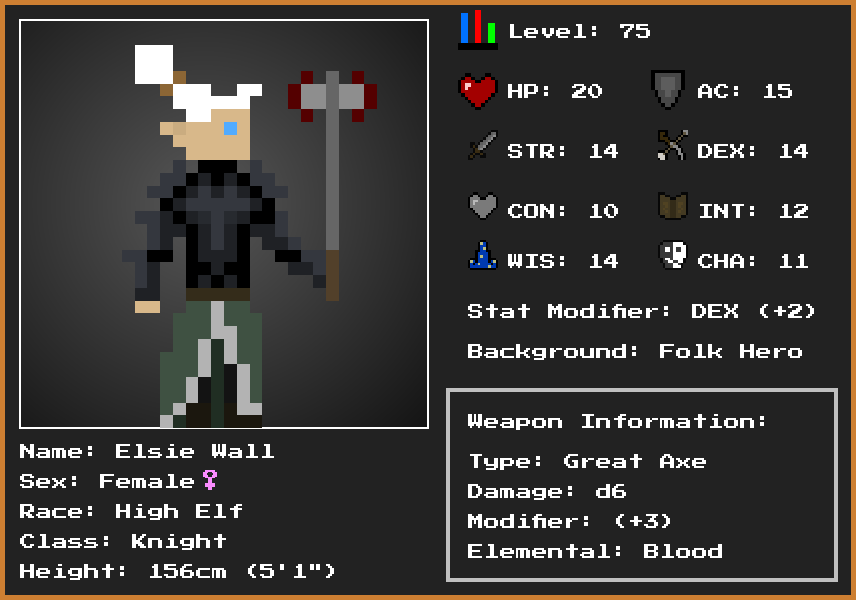 Level: 75
HP: 20
AC: 15
STR: 14
DEX: 14
CON: 10
INT: 12
WIS: 14
CHA: 11
Stat Modifier: DEX (+2)
Background: Folk Hero
Weapon Information:
Type: Great Axe
Damage: d6
Modifier: (+3)
Elemental: Blood
Name: Elsie Wall
Sex: Female♀
Race: High Elf
Class: Knight
Height: 156cm (5'1")